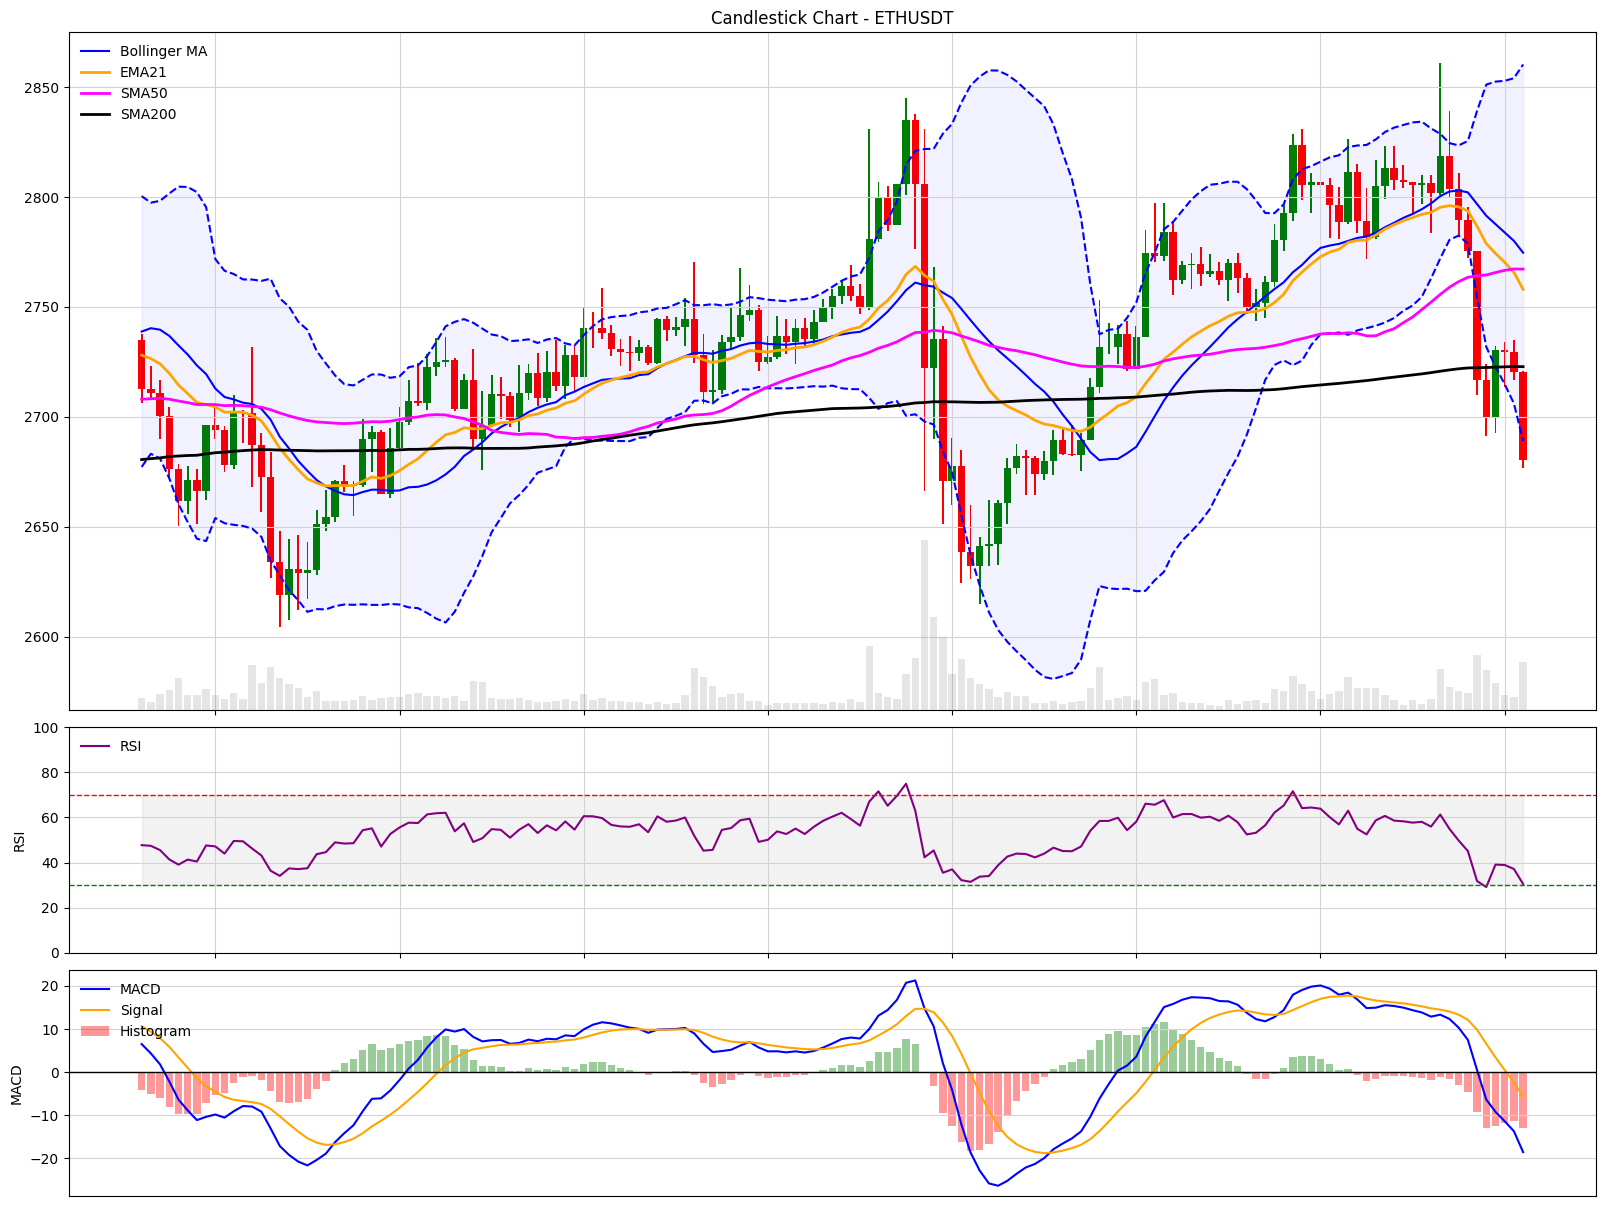 Candlestick Chart - ETHUSDT
Bollinger MA
EMA21
SMA50
SMA200
2850
2800
2750
2700
2650
2600
RSI
100
80
60
40
20
0
RSI
MACD
Signal
Histogram
20
10
0
−10
−20
MACD